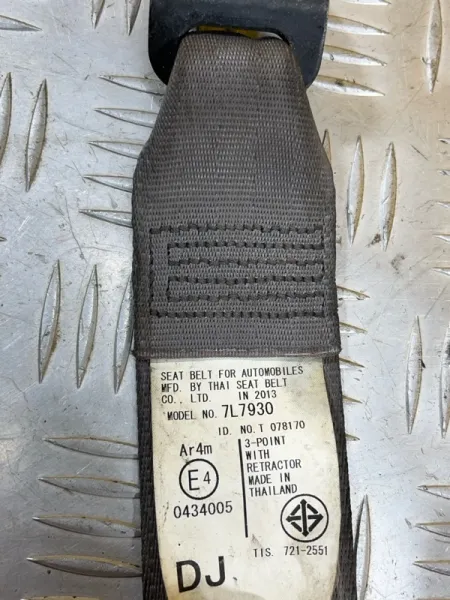 SEAT BELT FOR AUTOMOBILES
MFD. BY THAI SEAT BELT
CO., LTD. IN 2013
MODEL NO. 7L7930
ID. NO. T 078170
Ar4m
E4
0434005
3-POINT
WITH
RETRACTOR
MADE IN
THAILAND
TIS. 721-2551
DJ